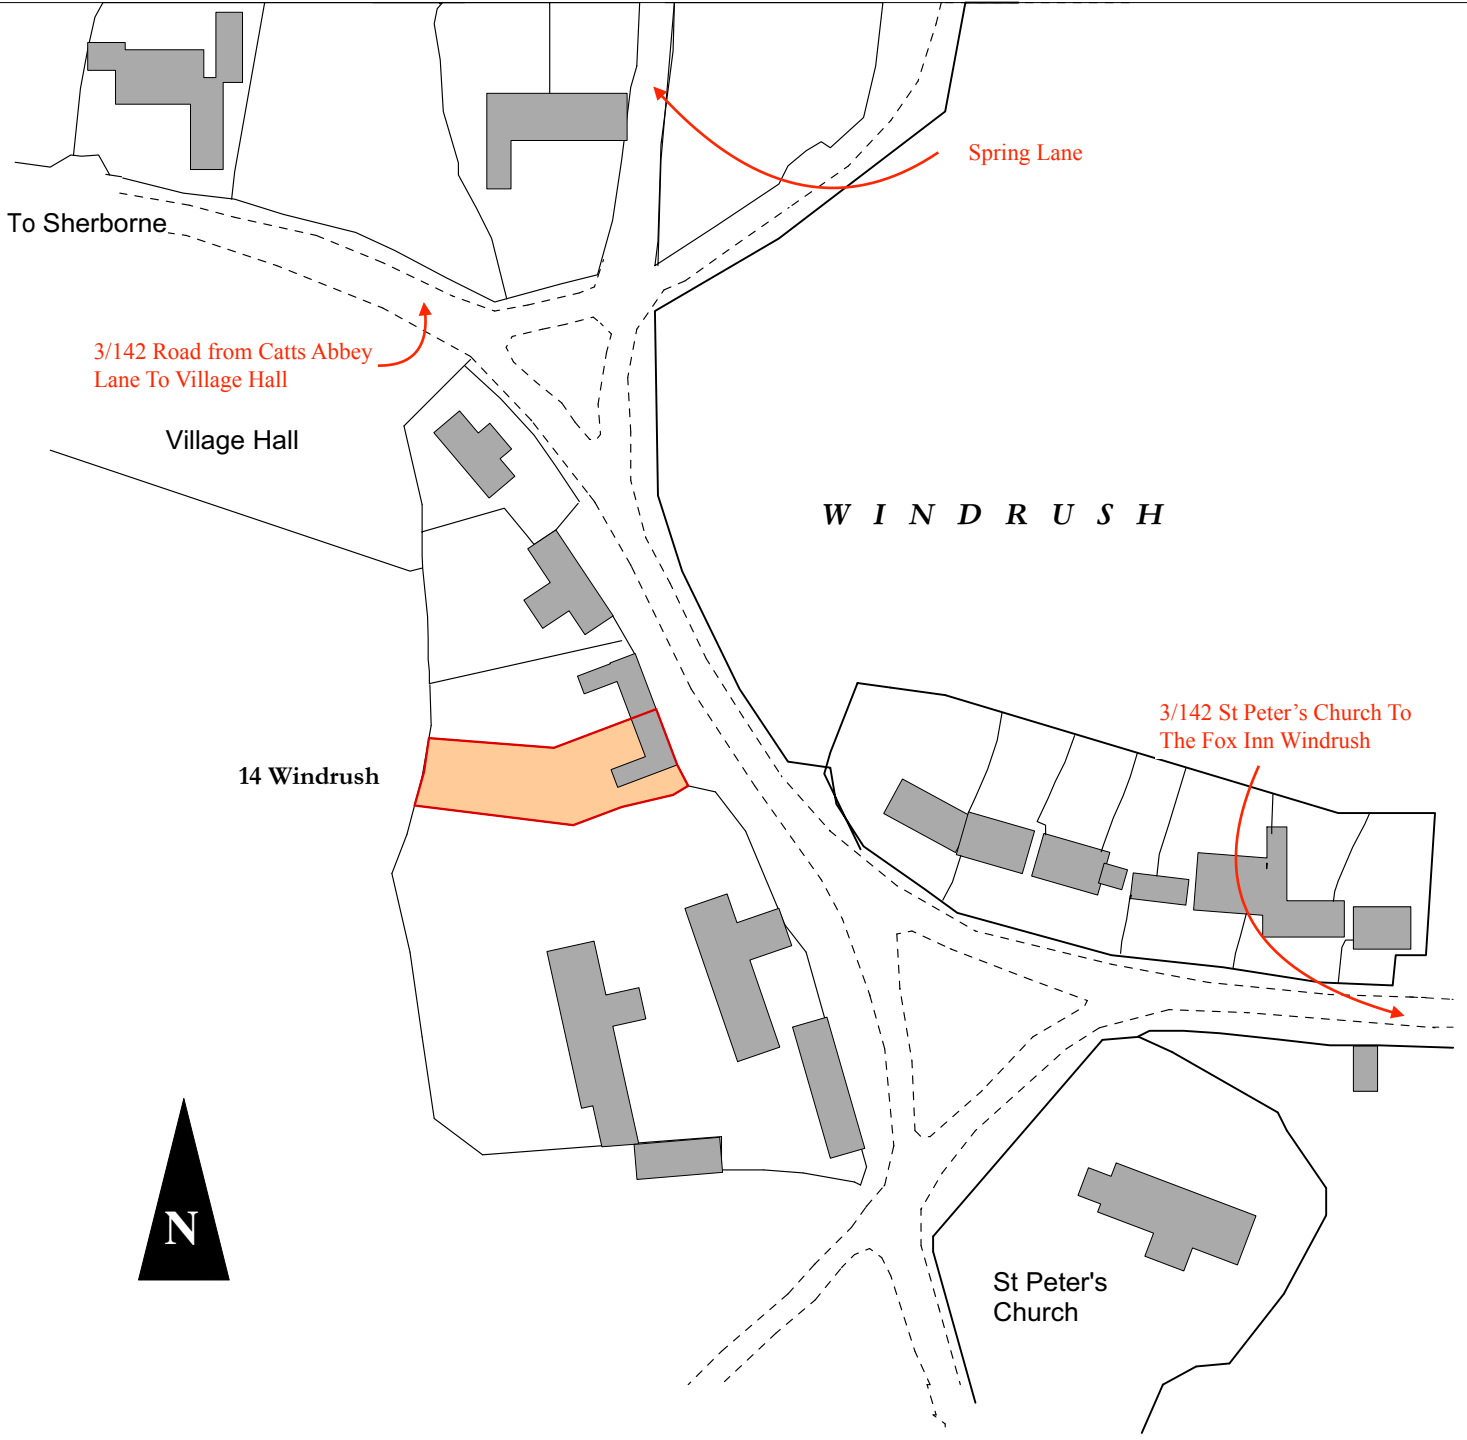 Spring Lane
To Sherborne
3/142 Road from Catts Abbey
Lane To Village Hall
Village Hall
WINDRUSH
3/142 St Peter’s Church To
The Fox Inn Windrush
14 Windrush
N
St Peter's
Church